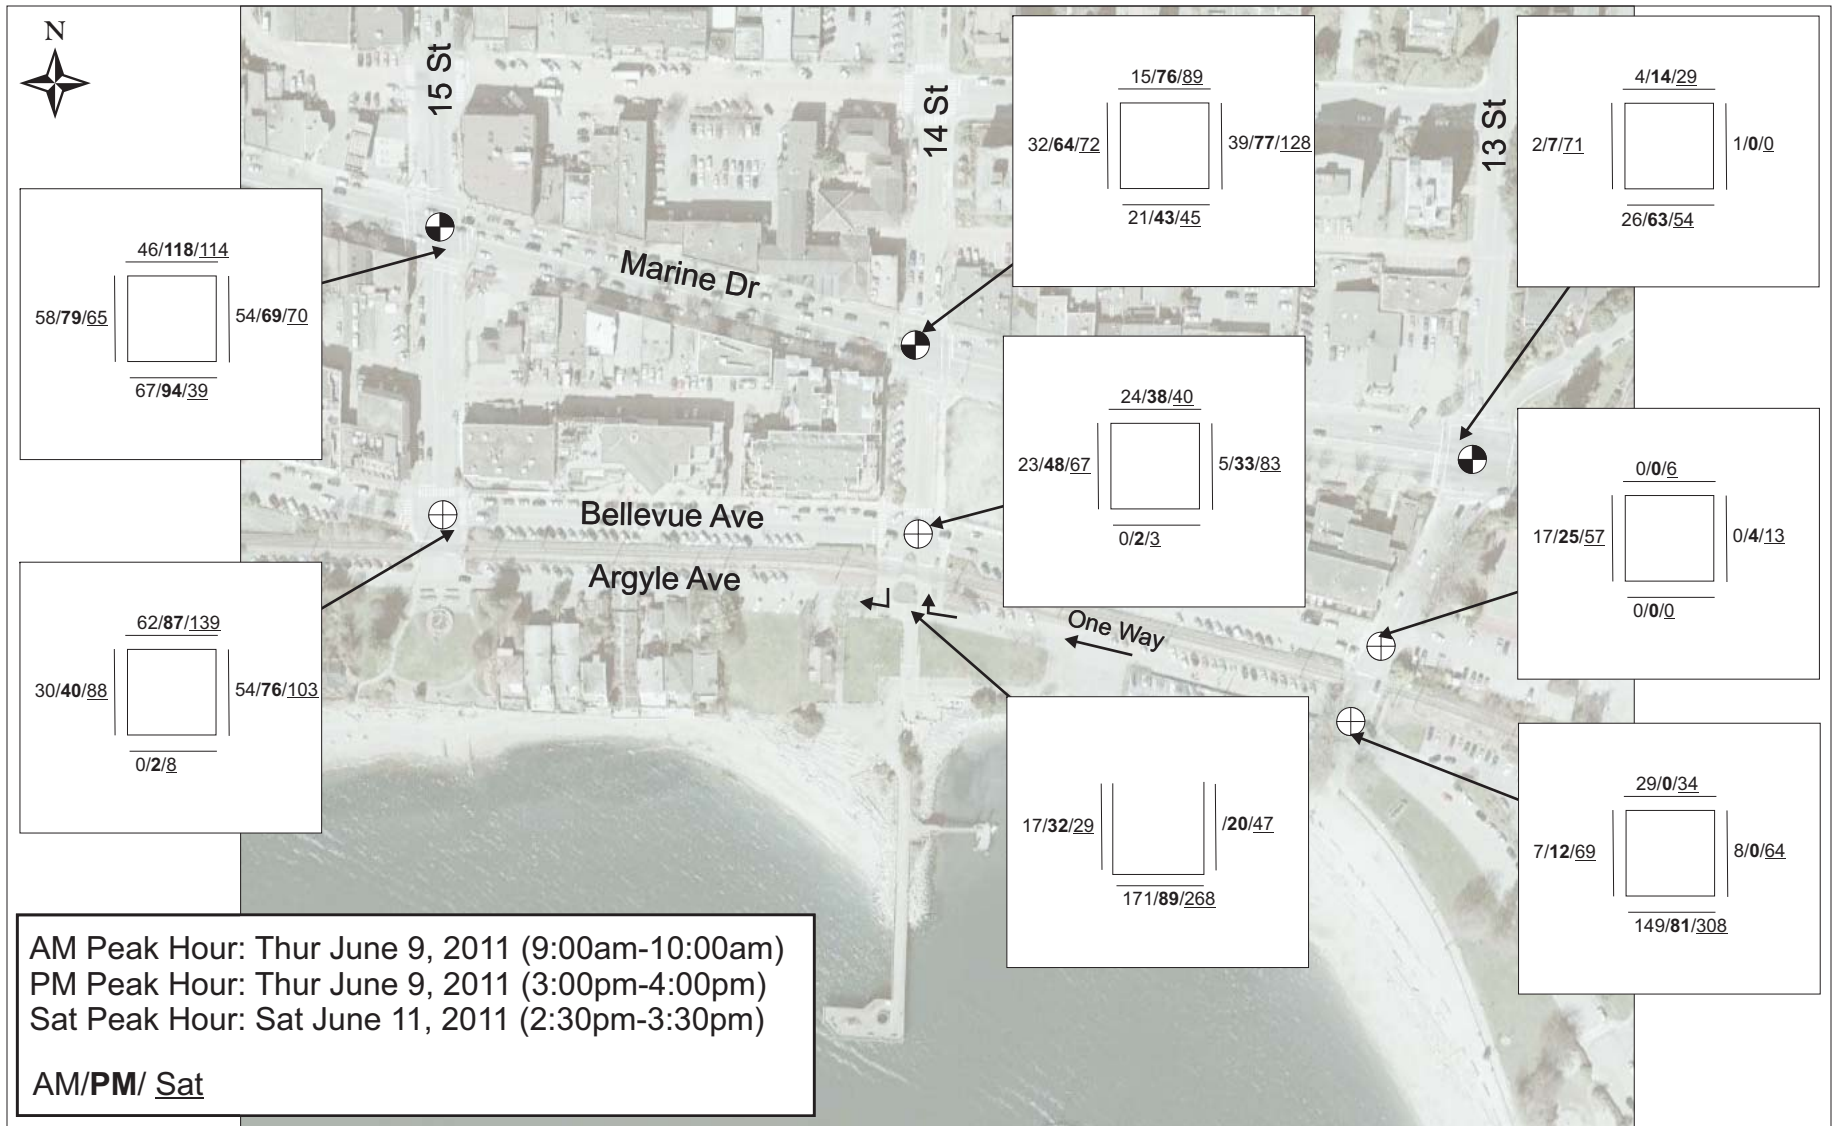 N
15 St
14 St
13 St
Marine Dr
Bellevue Ave
Argyle Ave
One Way
46/118/114
58/79/65
54/69/70
67/94/39
62/87/139
30/40/88
54/76/103
0/2/8
15/76/89
32/64/72
39/77/128
21/43/45
24/38/40
23/48/67
5/33/83
0/2/3
17/32/29
/20/47
171/89/268
4/14/29
2/7/71
1/0/0
26/63/54
0/0/6
17/25/57
0/4/13
0/0/0
29/0/34
7/12/69
8/0/64
149/81/308
AM Peak Hour: Thur June 9, 2011 (9:00am-10:00am)
PM Peak Hour: Thur June 9, 2011 (3:00pm-4:00pm)
Sat Peak Hour: Sat June 11, 2011 (2:30pm-3:30pm)
AM/PM/ Sat